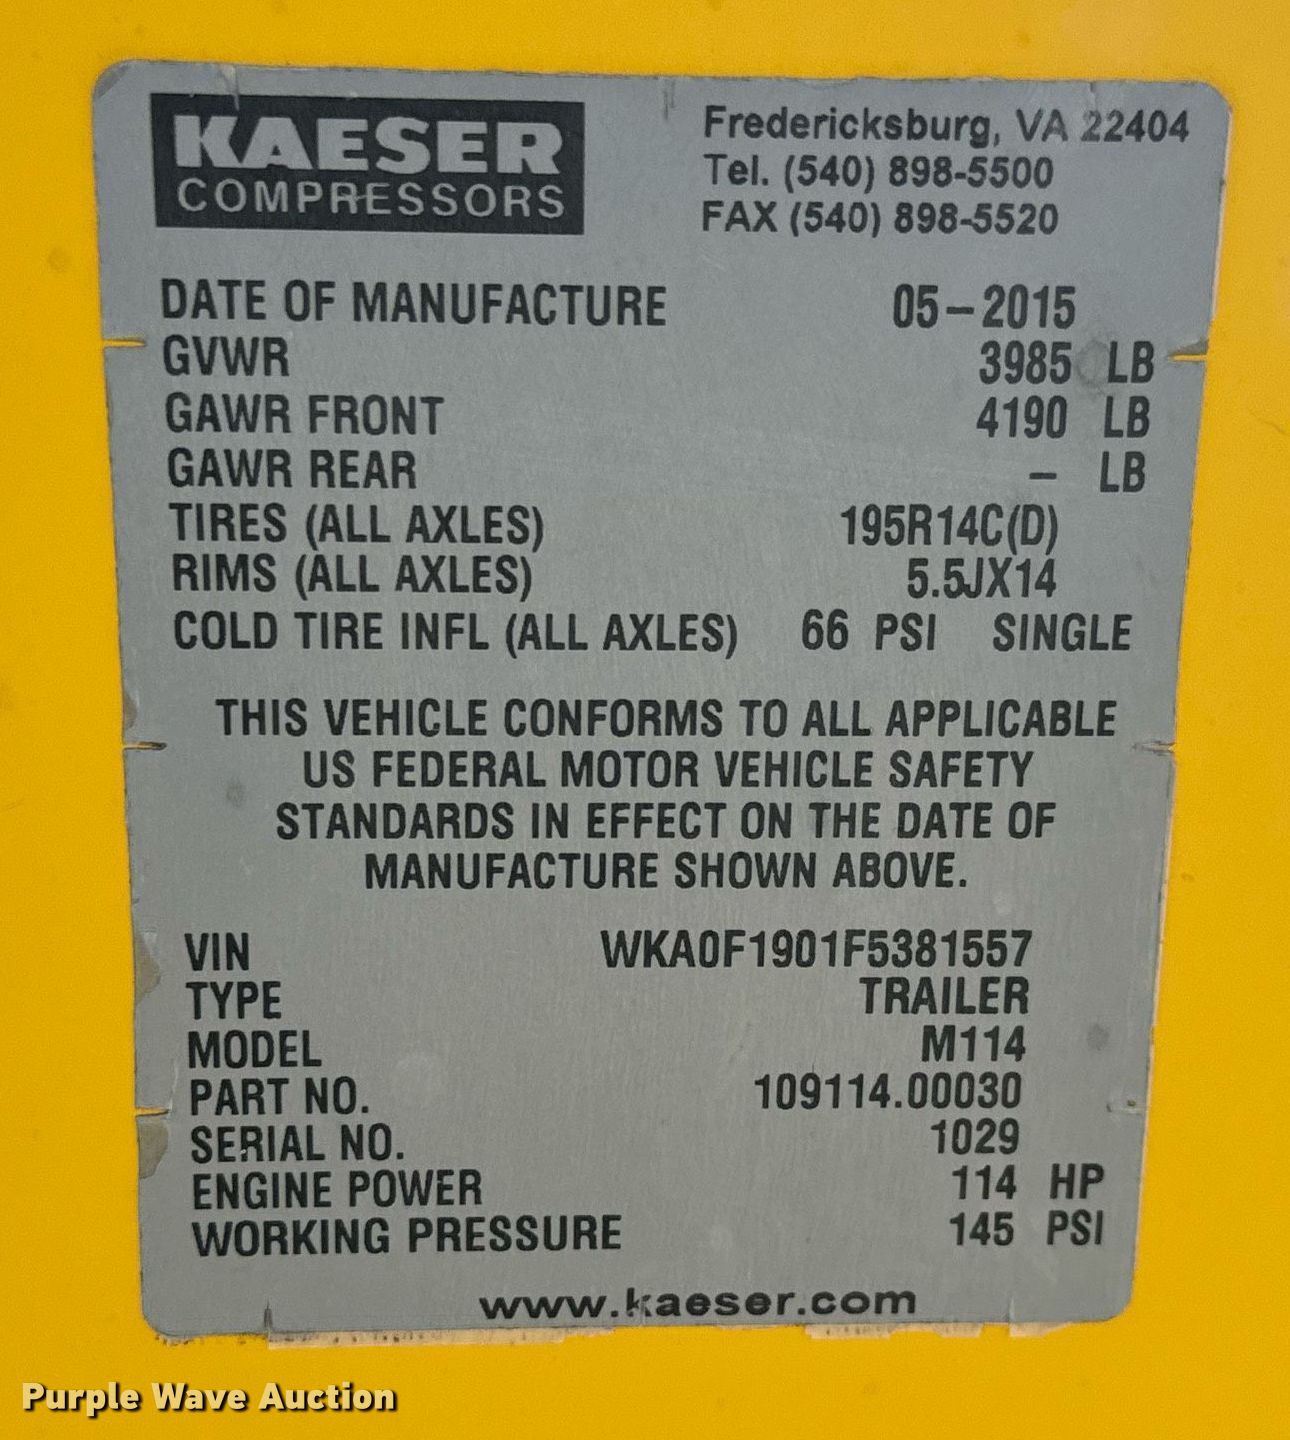 KAESER
COMPRESSORS
Fredericksburg, VA 22404
Tel. (540) 898-5500
FAX (540) 898-5520
DATE OF MANUFACTURE 05-2015
GVWR 3985 LB
GAWR FRONT 4190 LB
GAWR REAR - LB
TIRES (ALL AXLES) 195R14C(D)
RIMS (ALL AXLES) 5.5JX14
COLD TIRE INFL (ALL AXLES) 66 PSI SINGLE
THIS VEHICLE CONFORMS TO ALL APPLICABLE
US FEDERAL MOTOR VEHICLE SAFETY
STANDARDS IN EFFECT ON THE DATE OF
MANUFACTURE SHOWN ABOVE.
VIN WKA0F1901F5381557
TYPE TRAILER
MODEL M114
PART NO. 109114.00030
SERIAL NO. 1029
ENGINE POWER 114 HP
WORKING PRESSURE 145 PSI
www.kaeser.com
Purple Wave Auction